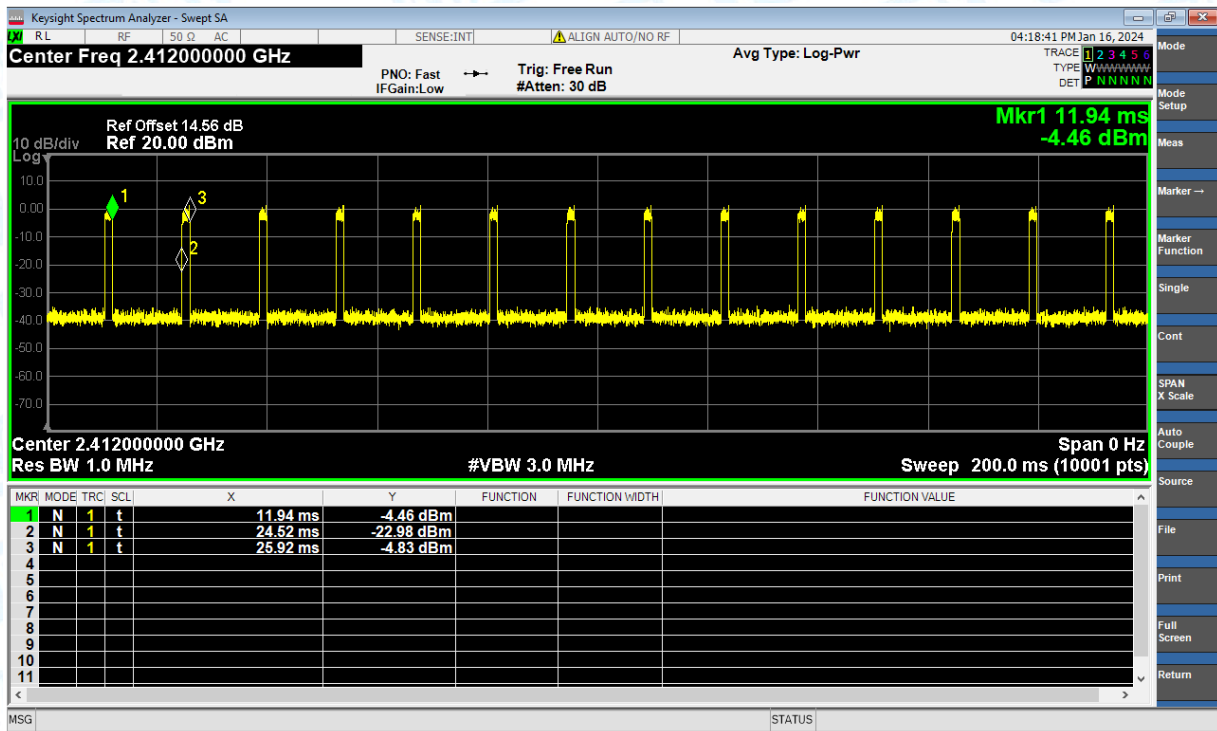 Keysight Spectrum Analyzer - Swept SA
LXI RL RF 50 Ω AC SENSE:INT ALIGN AUTO/NO RF 04:18:41 PM Jan 16, 2024
Center Freq 2.412000000 GHz
PNO: Fast
IFGain:Low
Trig: Free Run
#Atten: 30 dB
Avg Type: Log-Pwr
TRACE 1 2 3 4 5 6
TYPE WWWWWW
DET P N N N N N
Mkr1 11.94 ms
-4.46 dBm
Ref Offset 14.56 dB
10 dB/div Ref 20.00 dBm
Log
10.0
0.00
-10.0
-20.0
-30.0
-40.0
-50.0
-60.0
-70.0
1
3
2
Center 2.412000000 GHz Span 0 Hz
Res BW 1.0 MHz #VBW 3.0 MHz Sweep 200.0 ms (10001 pts)
MKR MODE TRC SCL X Y FUNCTION FUNCTION WIDTH FUNCTION VALUE
1 N 1 t 11.94 ms -4.46 dBm
2 N 1 t 24.52 ms -22.98 dBm
3 N 1 t 25.92 ms -4.83 dBm
4
5
6
7
8
9
10
11
MSG STATUS
Mode
Mode
Setup
Meas
Marker →
Marker
Function
Single
Cont
SPAN
X Scale
Auto
Couple
Source
File
Print
Full
Screen
Return